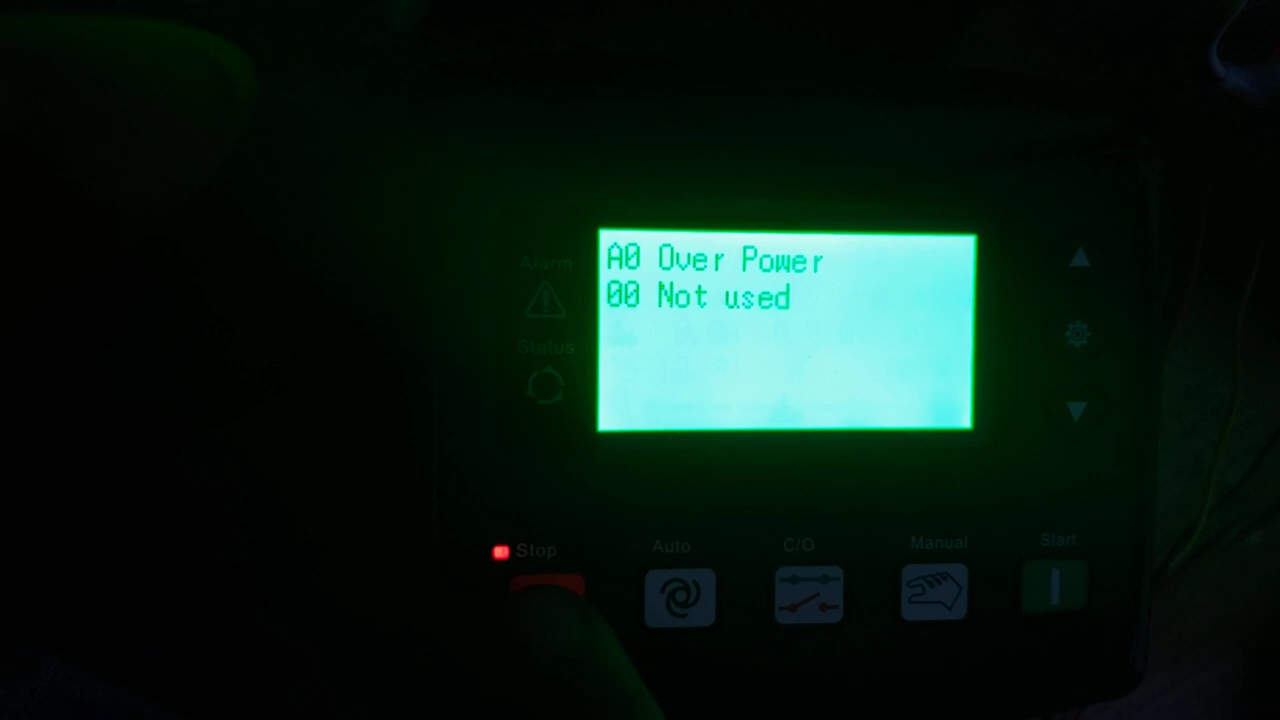 A0 Over Power
00 Not used
Alarm
Status
Stop
Auto
C/O
Manual
Start